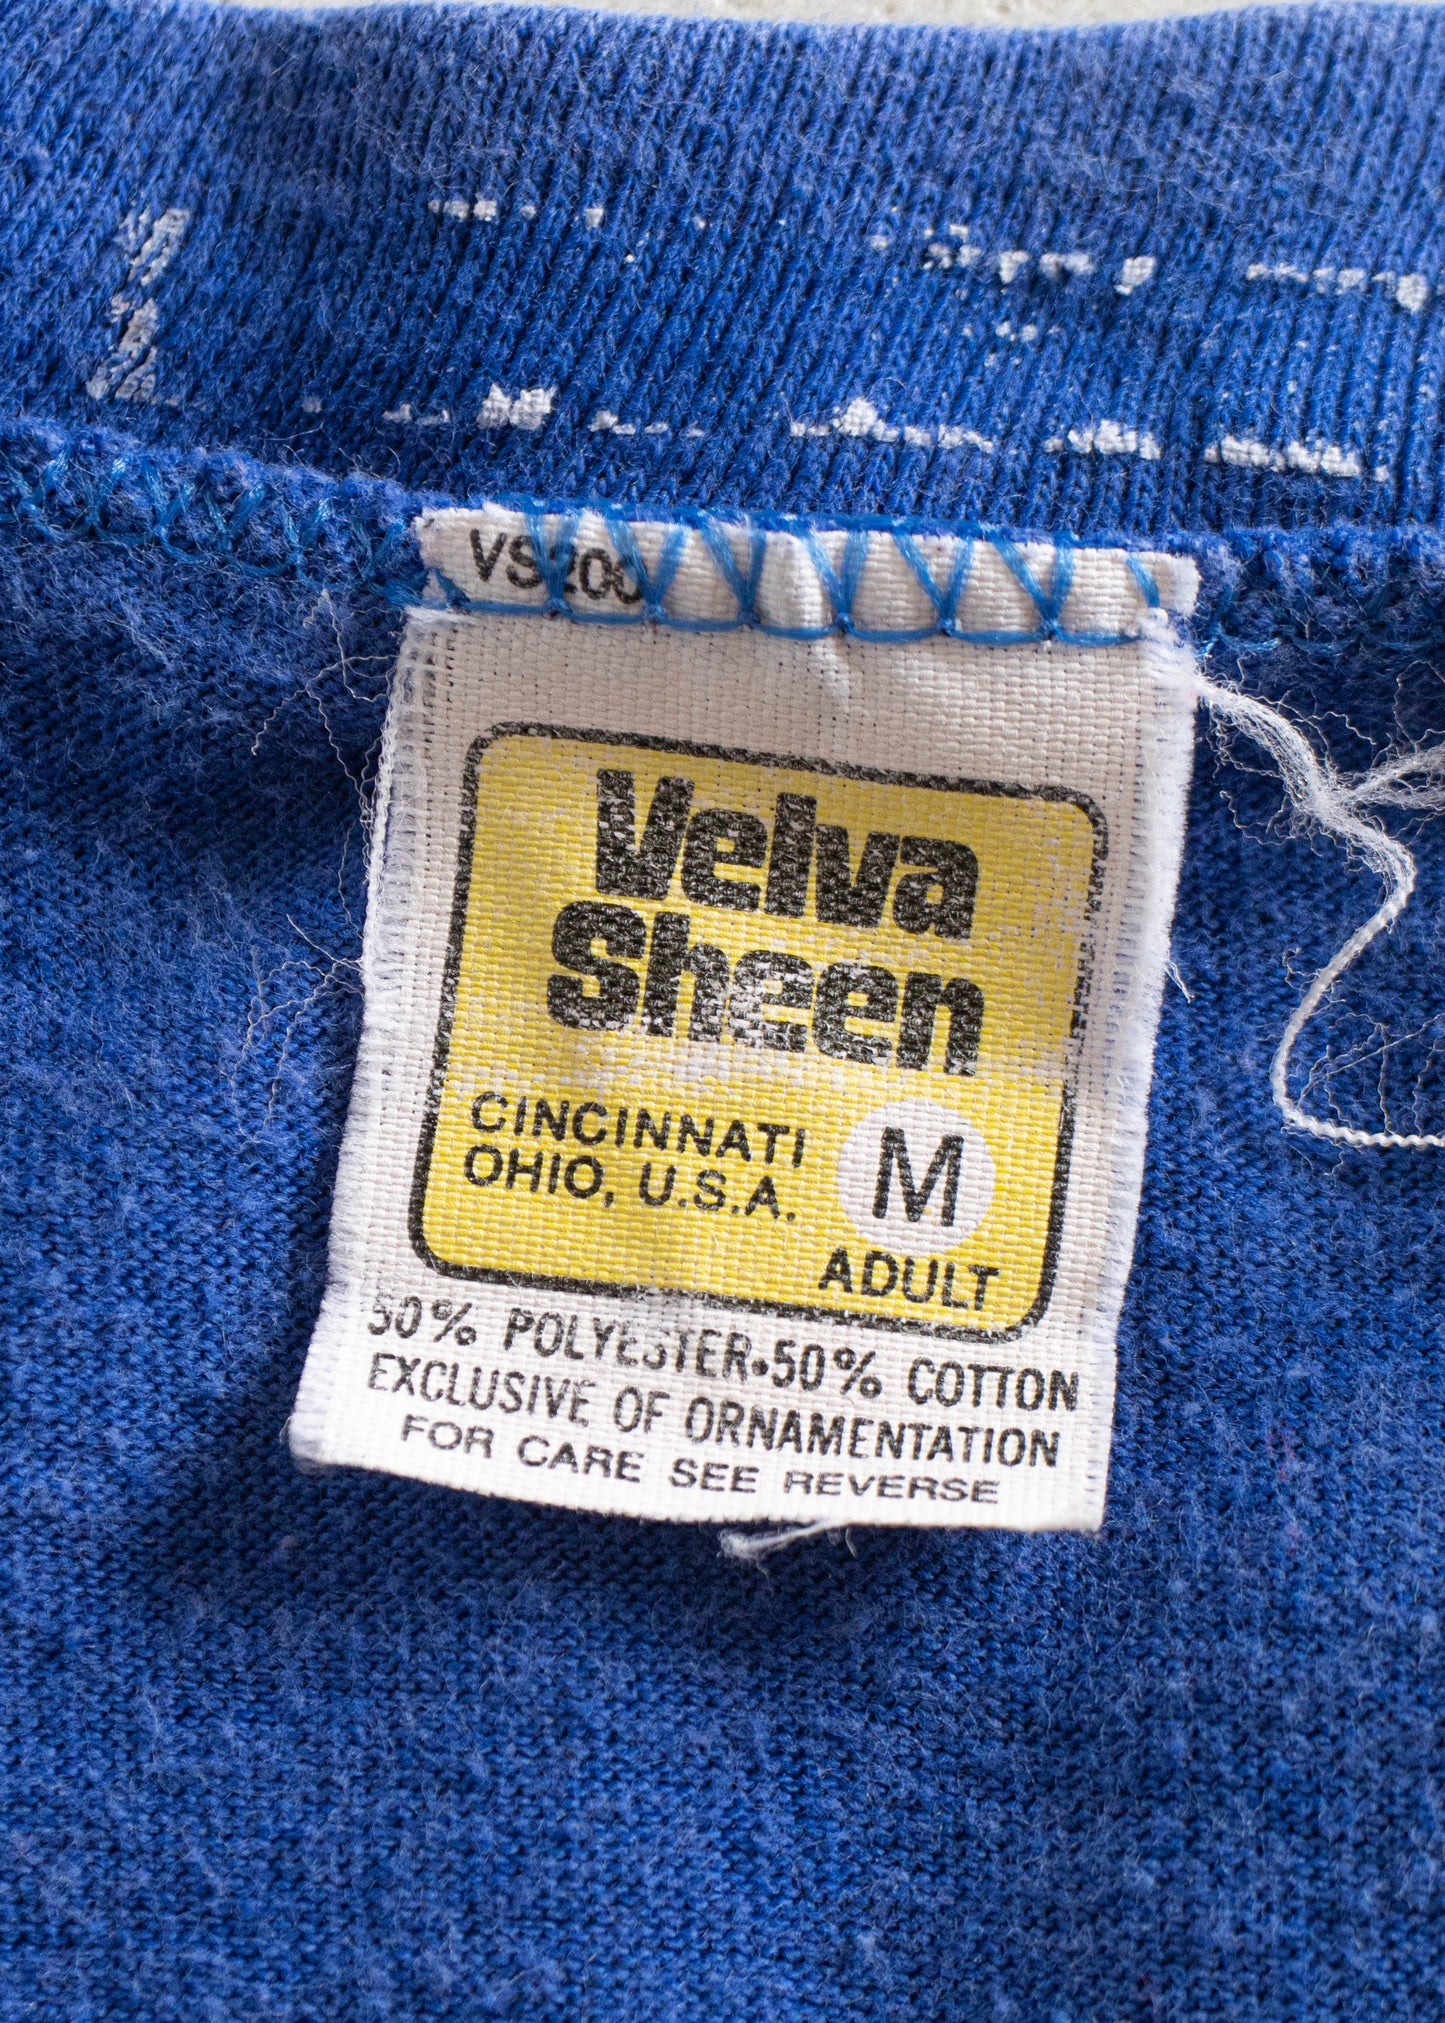 VS200
Velva
Sheen
CINCINNATI
OHIO, U.S.A.
M
ADULT
50% POLYESTER•50% COTTON
EXCLUSIVE OF ORNAMENTATION
FOR CARE SEE REVERSE